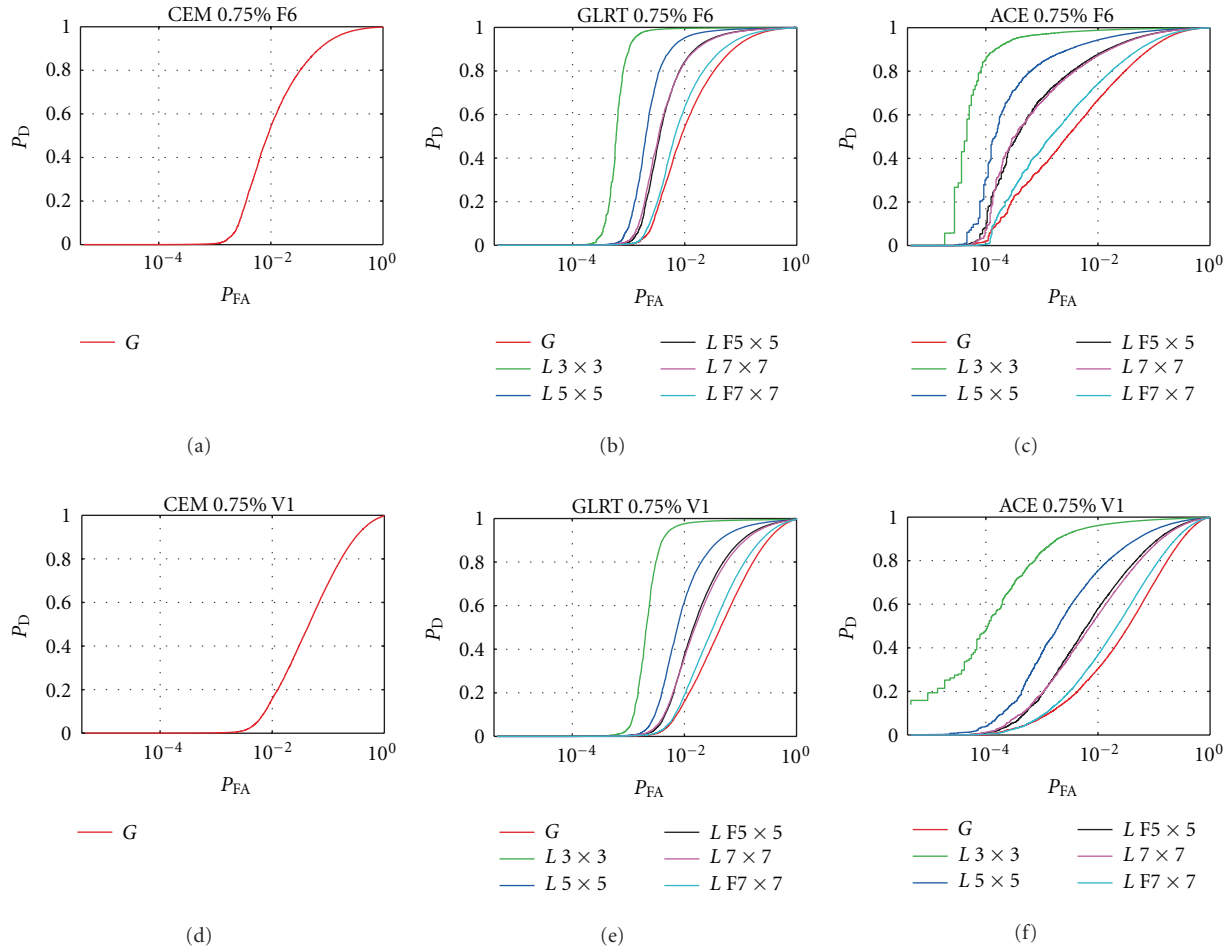 CEM 0.75% F6
1
0.8
0.6
0.4
0.2
0
P_D
10^−4
10^−2
10^0
P_FA
G
(a)
GLRT 0.75% F6
1
0.8
0.6
0.4
0.2
0
P_D
10^−4
10^−2
10^0
P_FA
G
L 3 × 3
L 5 × 5
L F5 × 5
L 7 × 7
L F7 × 7
(b)
ACE 0.75% F6
1
0.8
0.6
0.4
0.2
0
P_D
10^−4
10^−2
10^0
P_FA
G
L 3 × 3
L 5 × 5
L F5 × 5
L 7 × 7
L F7 × 7
(c)
CEM 0.75% V1
1
0.8
0.6
0.4
0.2
0
P_D
10^−4
10^−2
10^0
P_FA
G
(d)
GLRT 0.75% V1
1
0.8
0.6
0.4
0.2
0
P_D
10^−4
10^−2
10^0
P_FA
G
L 3 × 3
L 5 × 5
L F5 × 5
L 7 × 7
L F7 × 7
(e)
ACE 0.75% V1
1
0.8
0.6
0.4
0.2
0
P_D
10^−4
10^−2
10^0
P_FA
G
L 3 × 3
L 5 × 5
L F5 × 5
L 7 × 7
L F7 × 7
(f)